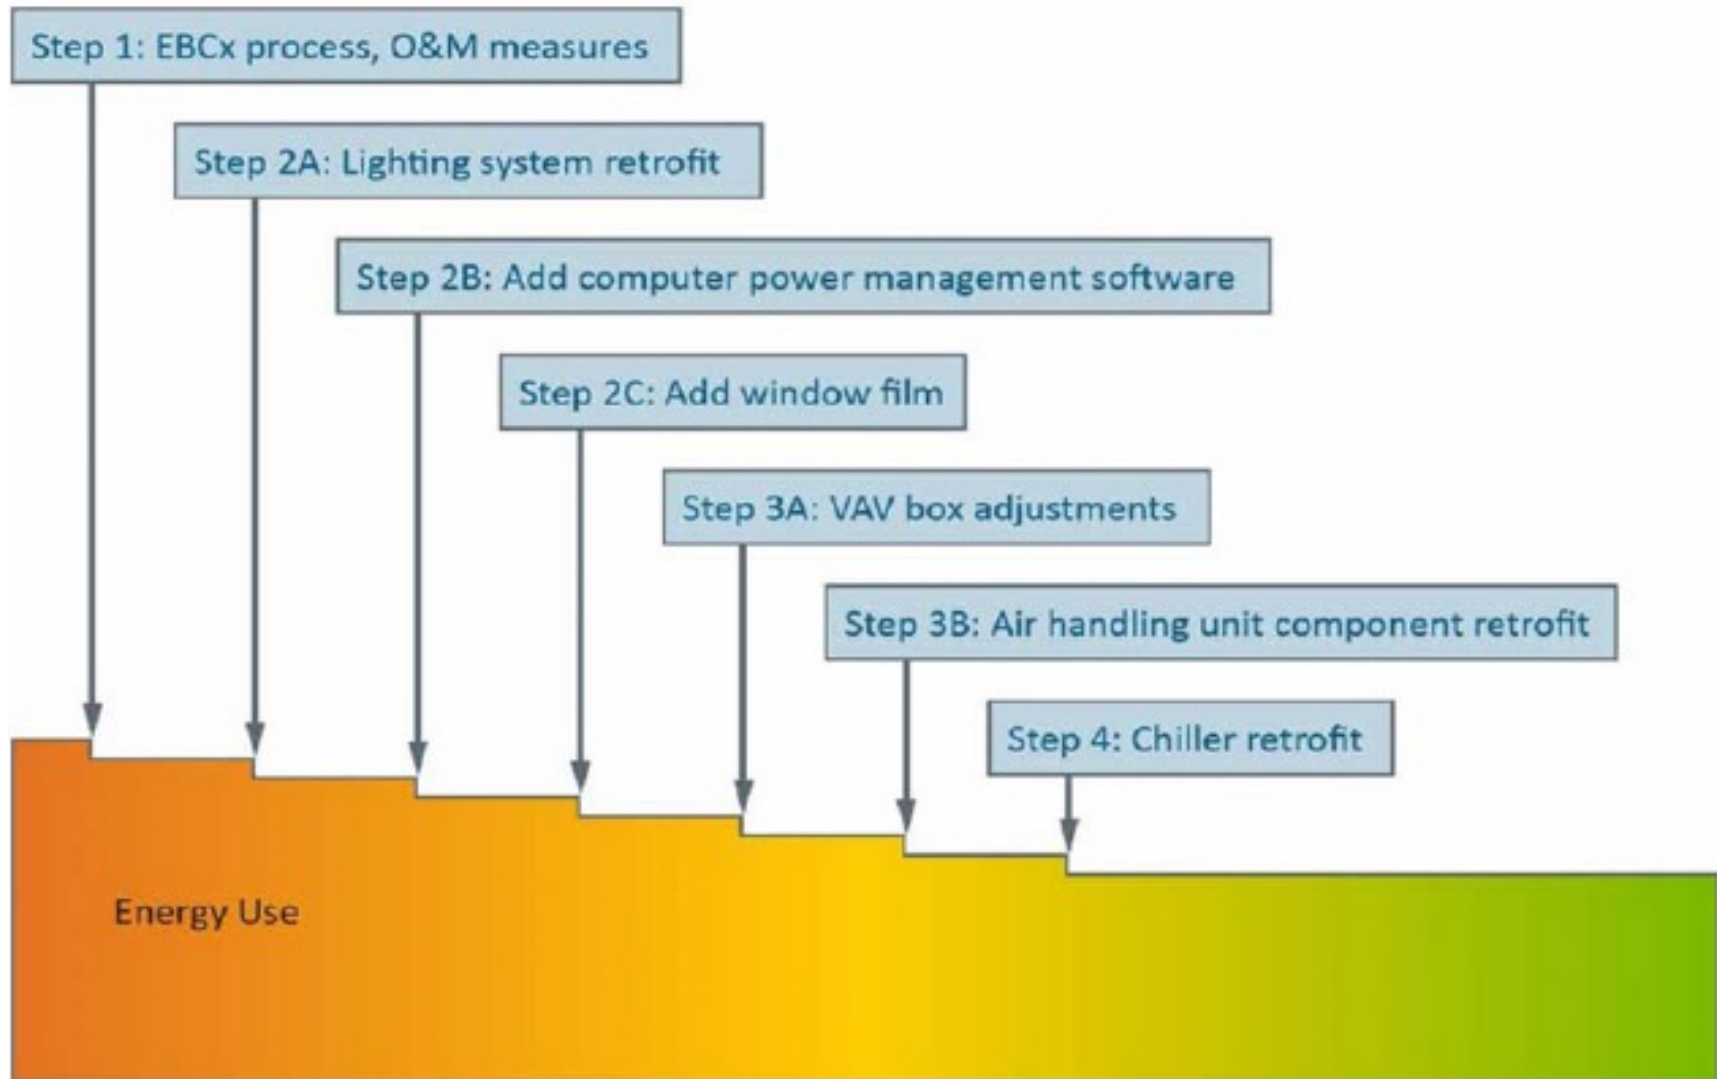 Step 1: EBCx process, O&M measures
Step 2A: Lighting system retrofit
Step 2B: Add computer power management software
Step 2C: Add window film
Step 3A: VAV box adjustments
Step 3B: Air handling unit component retrofit
Step 4: Chiller retrofit
Energy Use